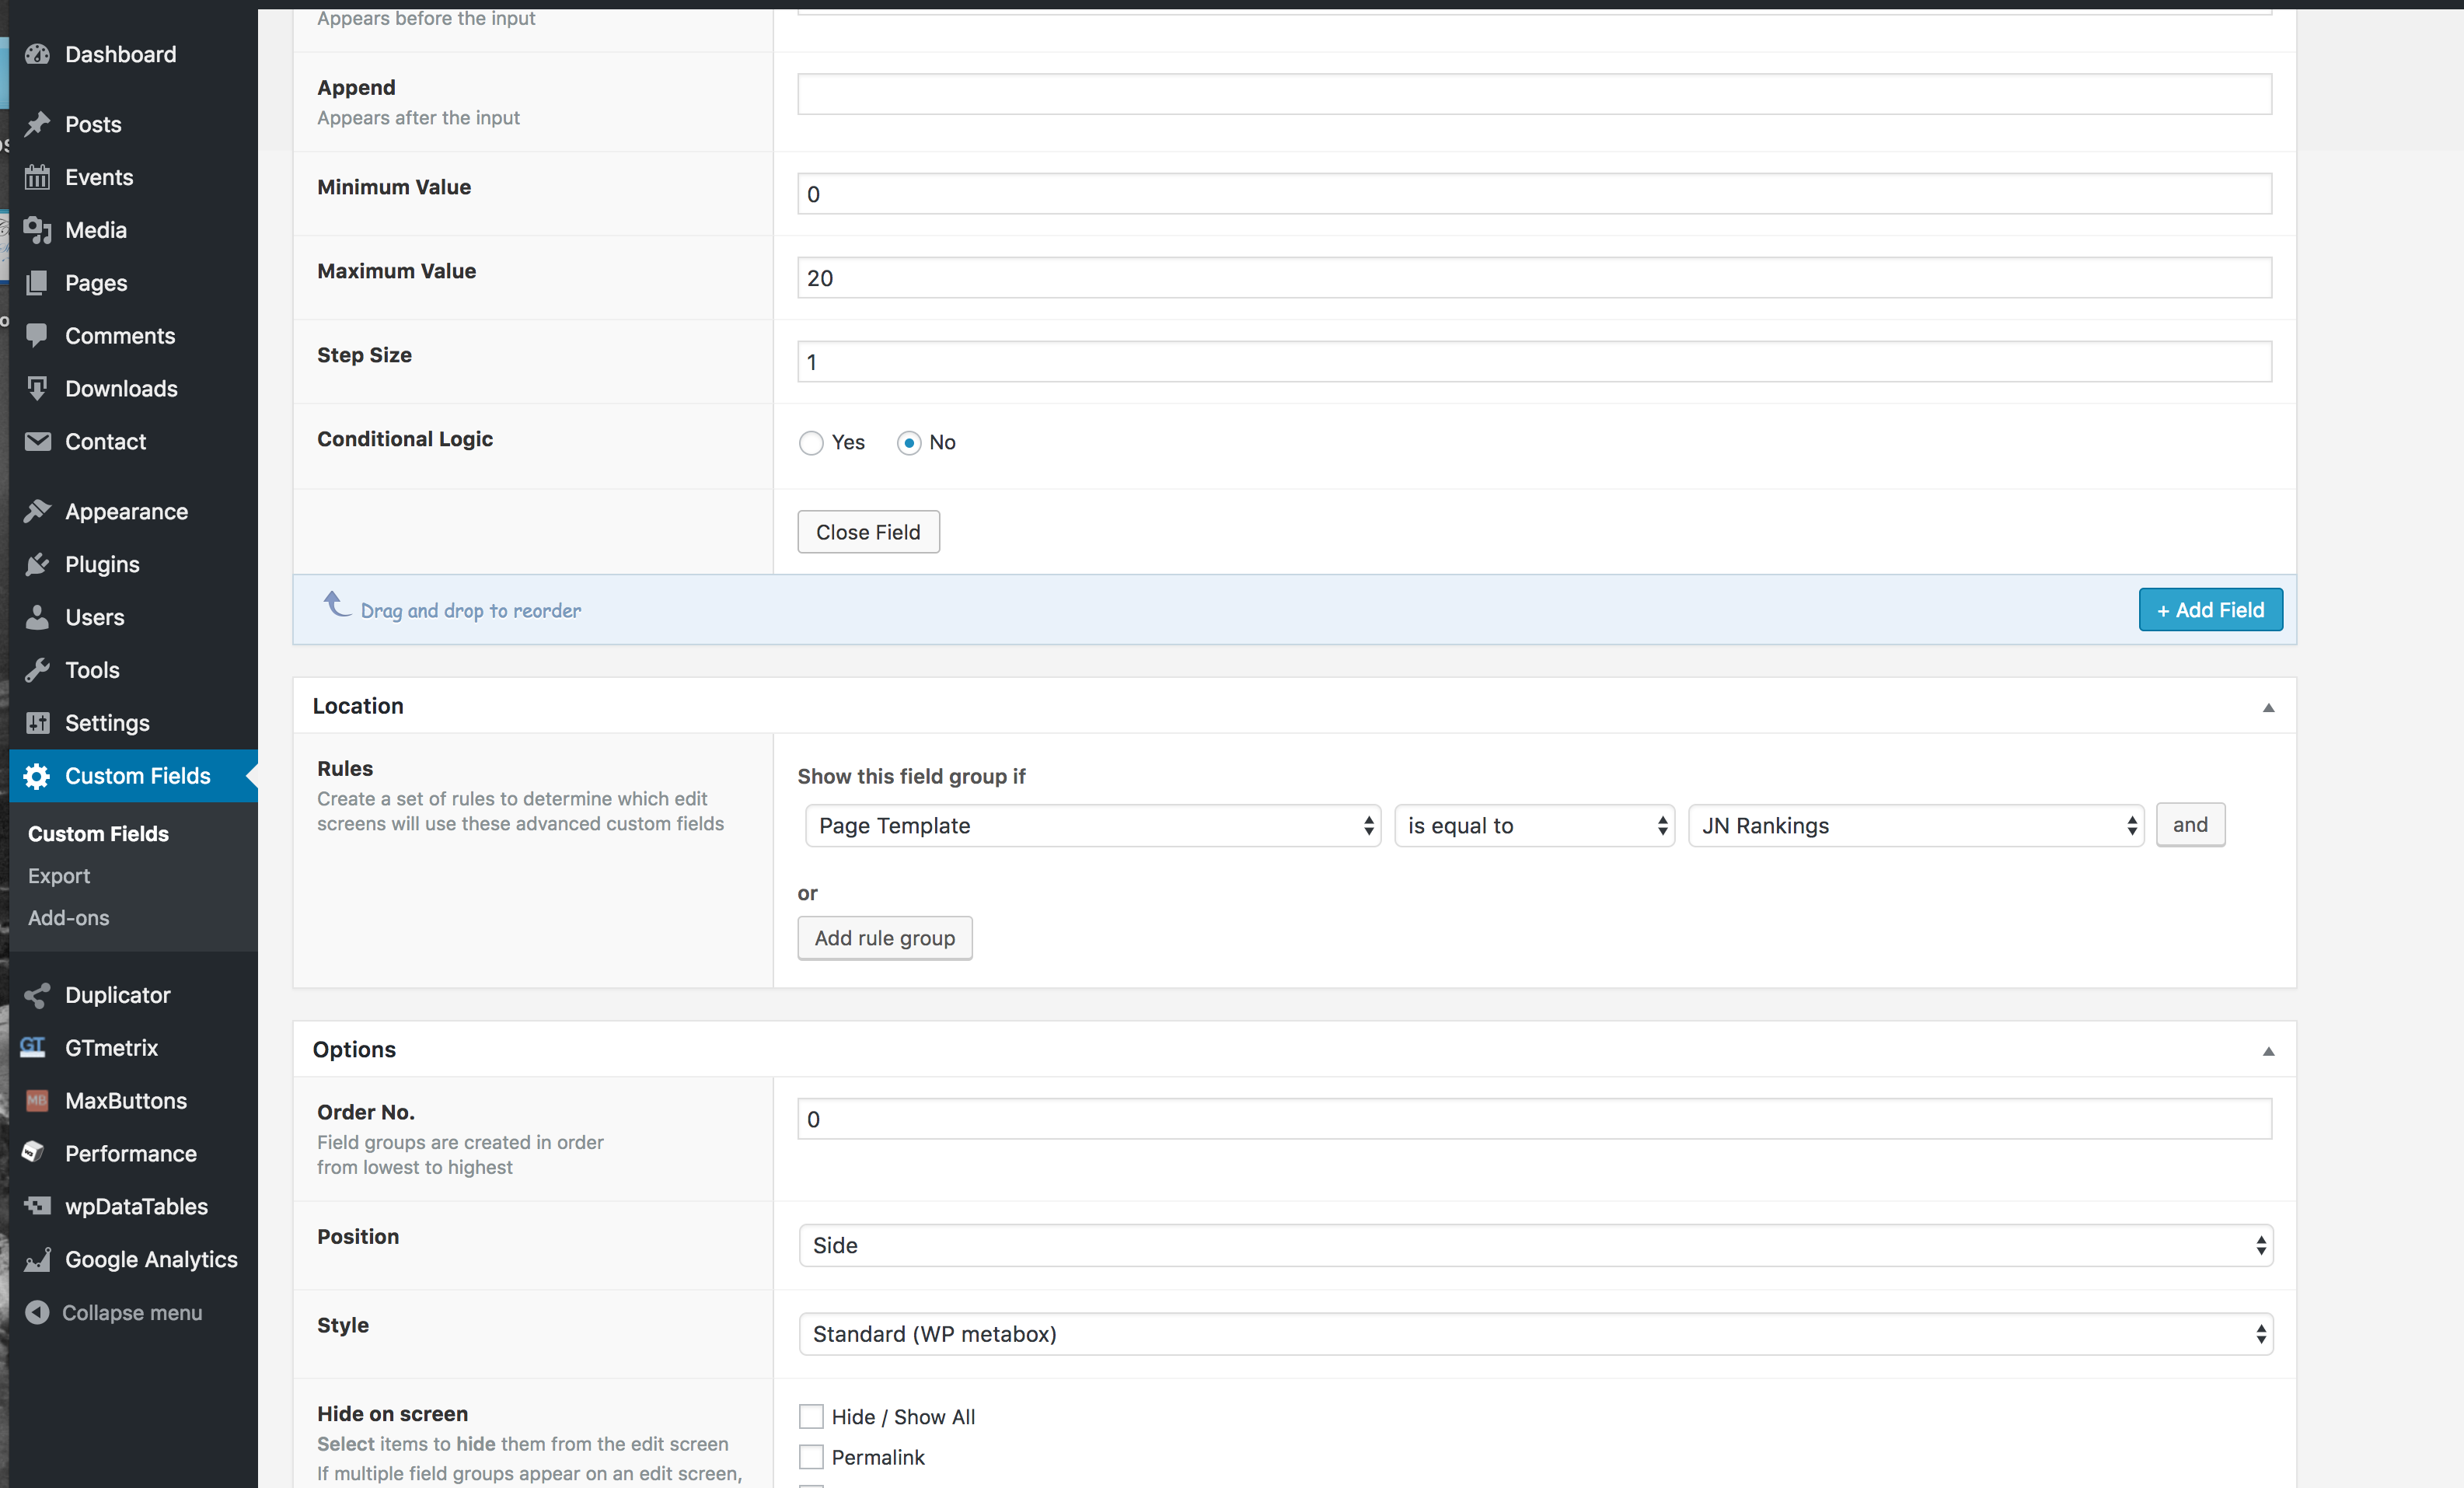 Dashboard
Posts
Events
Media
Pages
Comments
Downloads
Contact
Appearance
Plugins
Users
Tools
Settings
Custom Fields
Custom Fields
Export
Add-ons
Duplicator
GT GTmetrix
MB MaxButtons
Performance
wpDataTables
Google Analytics
Collapse menu
Appears before the input
Append
Appears after the input
Minimum Value
0
Maximum Value
20
Step Size
1
Conditional Logic
Yes No
Close Field
Drag and drop to reorder
+ Add Field
Location
Rules
Create a set of rules to determine which edit
screens will use these advanced custom fields
Show this field group if
Page Template is equal to JN Rankings and
or
Add rule group
Options
Order No.
Field groups are created in order
from lowest to highest
0
Position
Side
Style
Standard (WP metabox)
Hide on screen
Select items to hide them from the edit screen
If multiple field groups appear on an edit screen,
Hide / Show All
Permalink